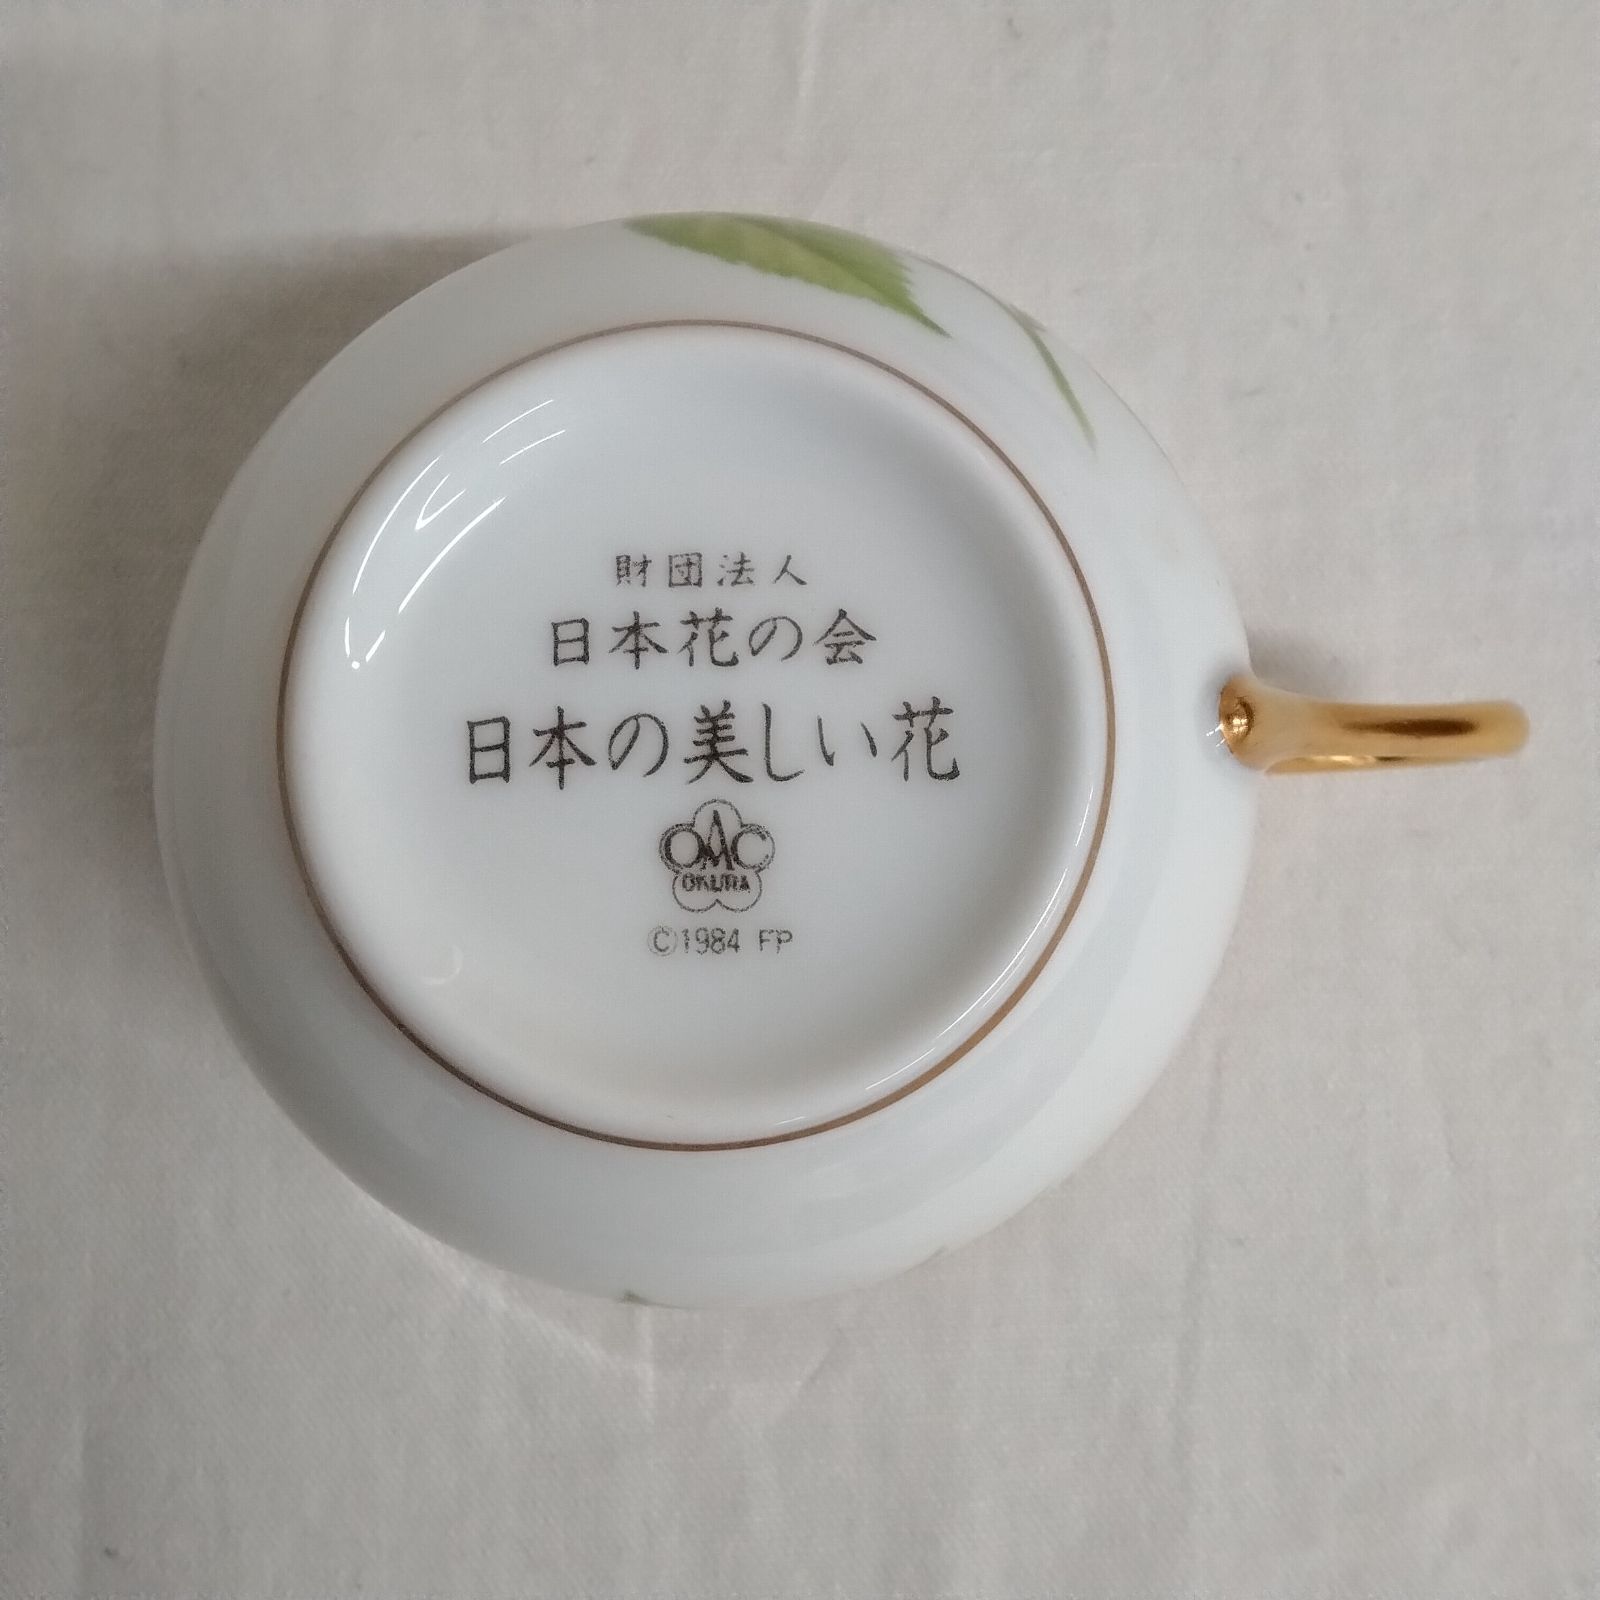 財団法人
日本花の会
日本の美しい花
OAC
OKURA
©1984 FP